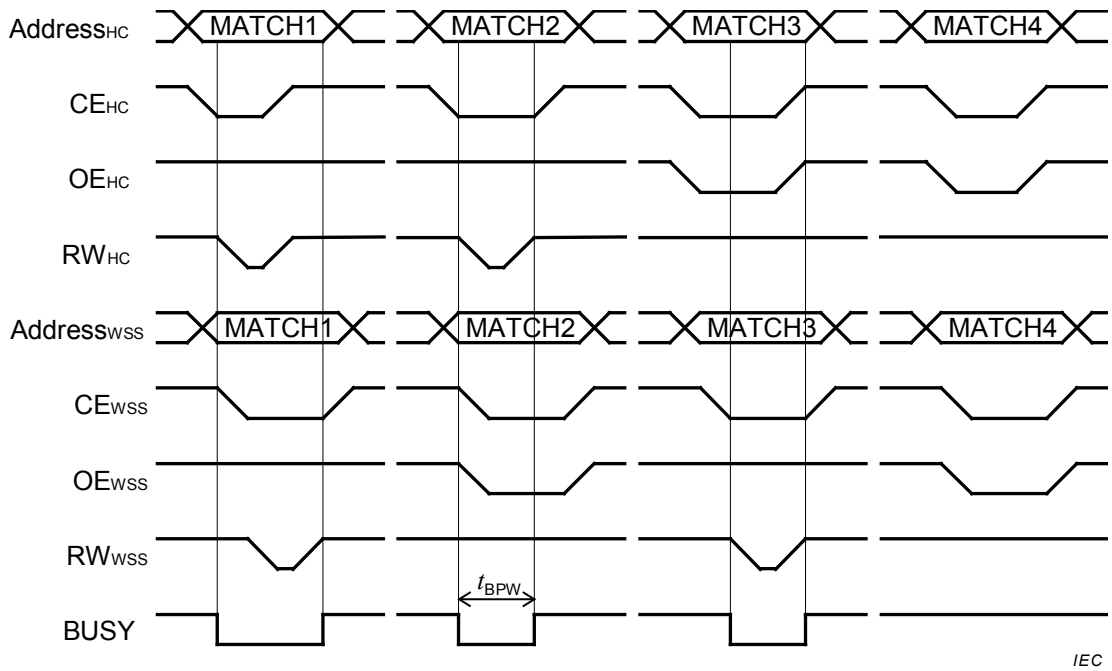 AddressHC MATCH1 MATCH2 MATCH3 MATCH4
CEHC
OEHC
RWHC
AddressWSS MATCH1 MATCH2 MATCH3 MATCH4
CEWSS
OEWSS
RWWSS
tBPW
BUSY
IEC